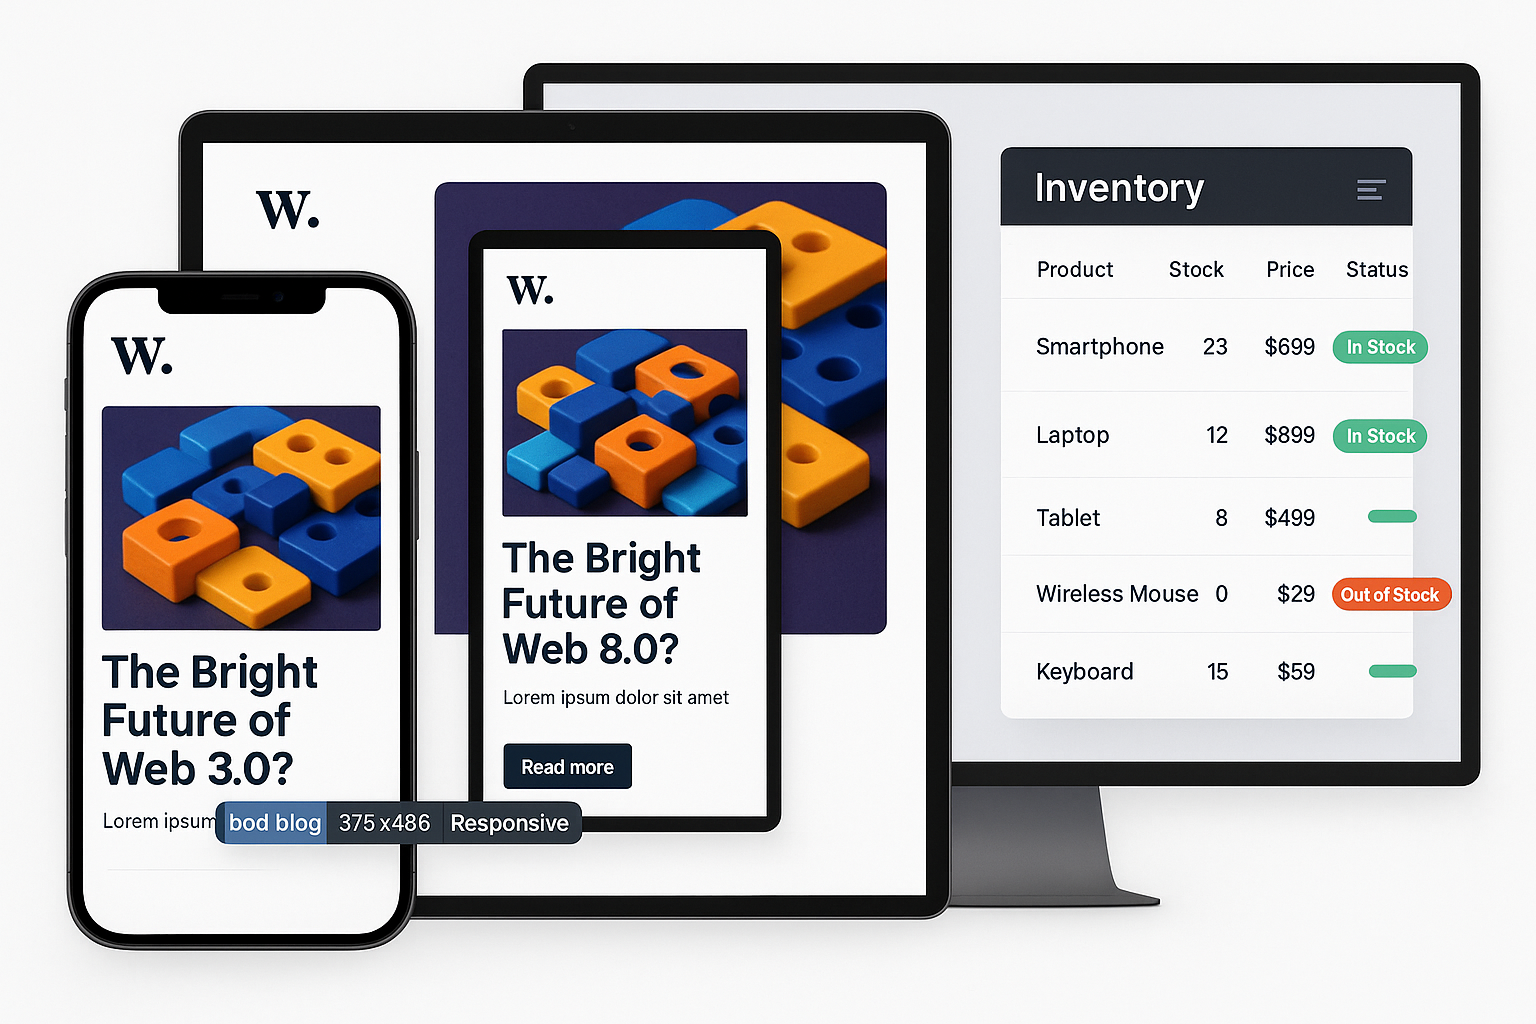 W.
The Bright
Future of
Web 3.0?
Lorem ipsum
bod blog 375 x486 Responsive
W.
W.
The Bright
Future of
Web 8.0?
Lorem ipsum dolor sit amet
Read more
Inventory
Product Stock Price Status
Smartphone 23 $699 In Stock
Laptop 12 $899 In Stock
Tablet 8 $499
Wireless Mouse 0 $29 Out of Stock
Keyboard 15 $59